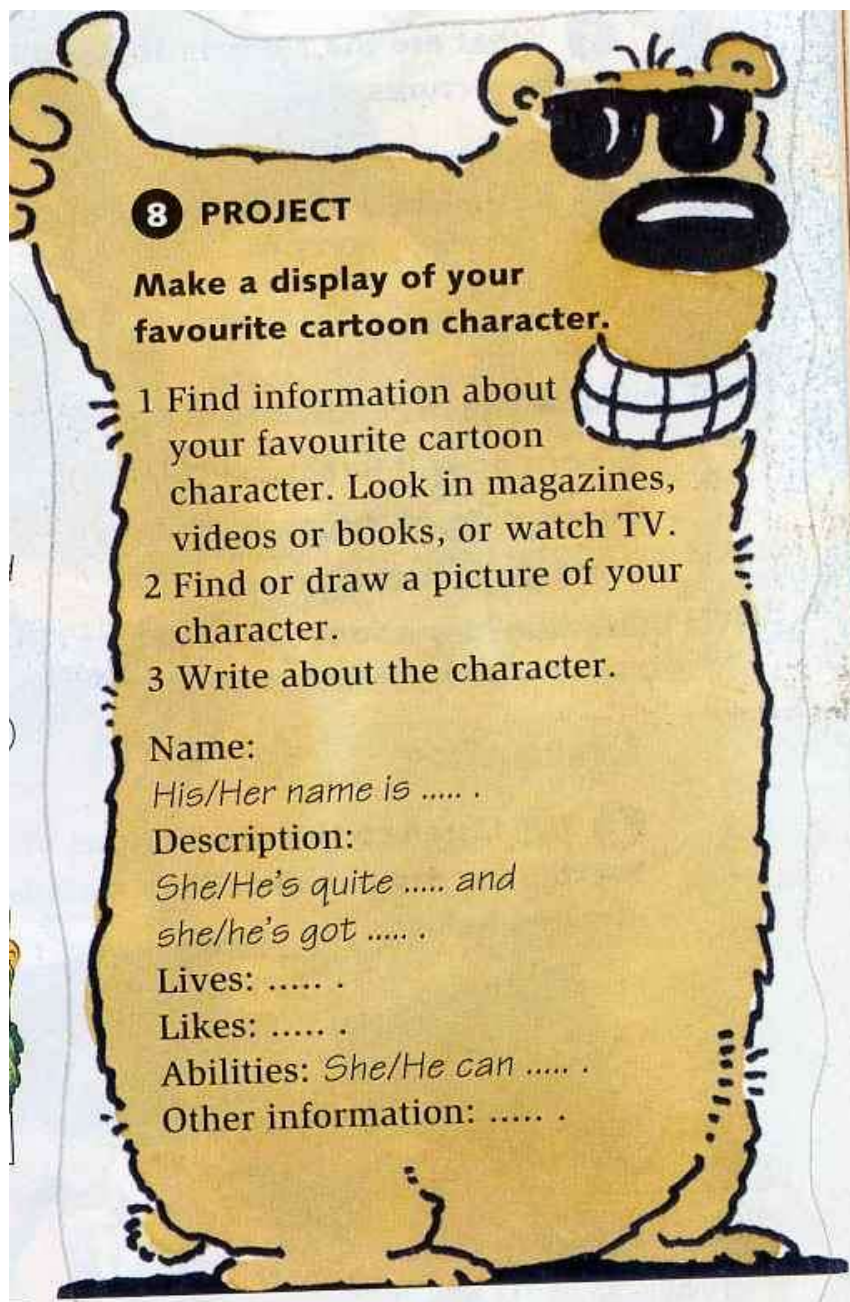 8 PROJECT
Make a display of your
favourite cartoon character.
1 Find information about
your favourite cartoon
character. Look in magazines,
videos or books, or watch TV.
2 Find or draw a picture of your
character.
3 Write about the character.
Name:
His/Her name is ..... .
Description:
She/He's quite ..... and
she/he's got ..... .
Lives: ..... .
Likes: ..... .
Abilities: She/He can ..... .
Other information: ..... .